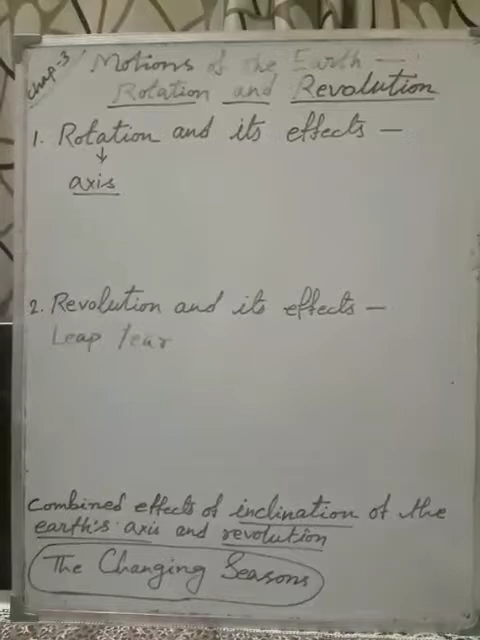 Chap.3
Motions of the Earth —
Rotation and Revolution
1. Rotation and its effects —
↓
axis
2. Revolution and its effects —
Leap Year
Combined effects of inclination of the
earth's axis and revolution
The Changing Seasons